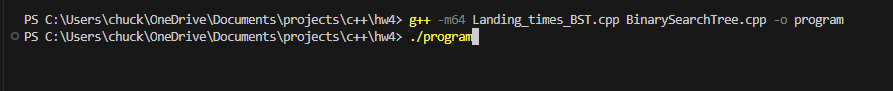 PS C:\Users\chuck\OneDrive\Documents\projects\c++\hw4> g++ -m64 Landing_times_BST.cpp BinarySearchTree.cpp -o program
PS C:\Users\chuck\OneDrive\Documents\projects\c++\hw4> ./program